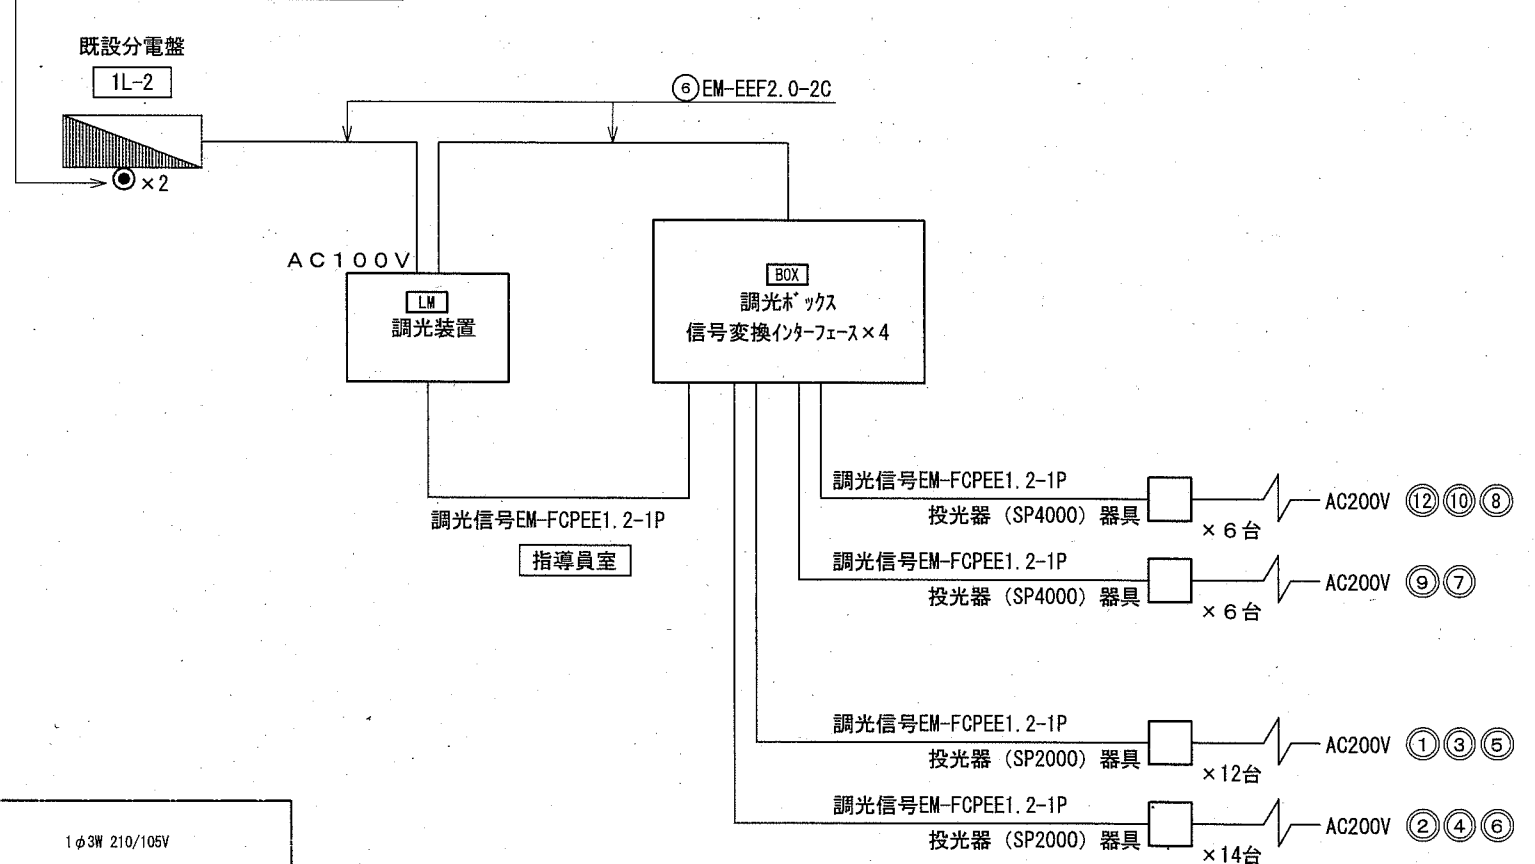 既設分電盤
1L-2
×2
⑥EM-EEF2.0-2C
AC100V
LM
調光装置
BOX
調光ﾎﾞｯｸｽ
信号変換ｲﾝﾀｰﾌｪｰｽ×4
調光信号EM-FCPEE1.2-1P
指導員室
調光信号EM-FCPEE1.2-1P
投光器（SP4000）器具
×６台
AC200V ⑫⑩⑧
調光信号EM-FCPEE1.2-1P
投光器（SP4000）器具
×６台
AC200V ⑨⑦
調光信号EM-FCPEE1.2-1P
投光器（SP2000）器具
×12台
AC200V ①③⑤
調光信号EM-FCPEE1.2-1P
投光器（SP2000）器具
×14台
AC200V ②④⑥
1φ3W 210/105V